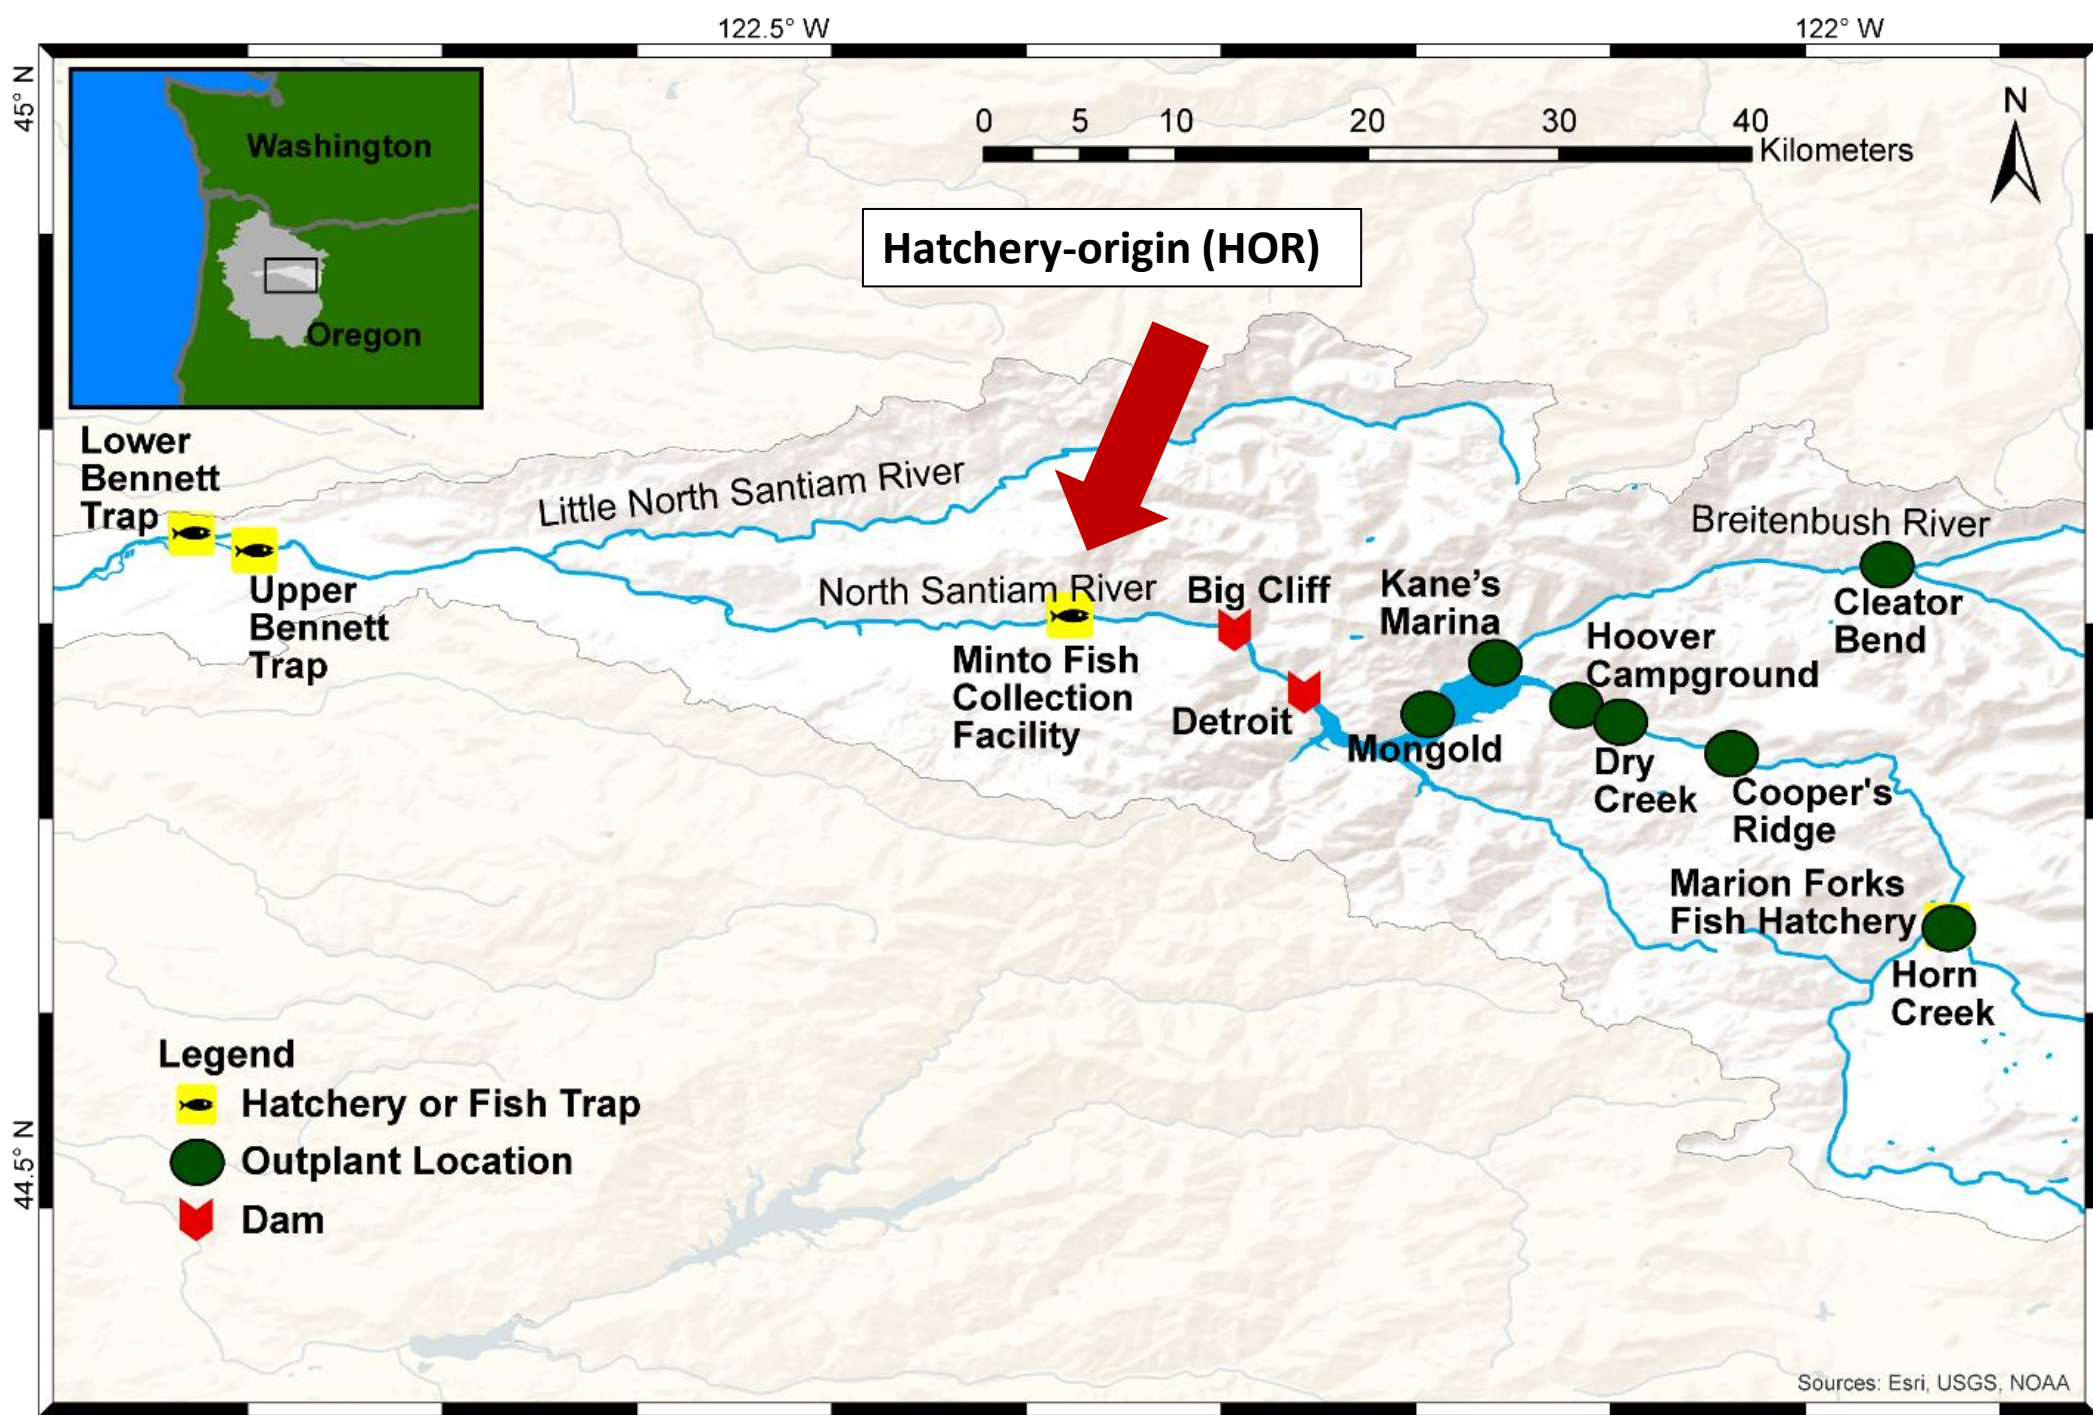 122.5° W
122° W
45° N
Washington
Oregon
0 5 10 20 30 40
Kilometers
N
Hatchery-origin (HOR)
Lower
Bennett
Trap
Little North Santiam River
Breitenbush River
Upper
Bennett
Trap
North Santiam River
Big Cliff
Kane’s
Marina
Cleator
Bend
Hoover
Campground
Minto Fish
Collection
Facility
Detroit
Mongold
Dry
Creek
Cooper's
Ridge
Marion Forks
Fish Hatchery
Horn
Creek
44.5° N
Legend
Hatchery or Fish Trap
Outplant Location
Dam
Sources: Esri, USGS, NOAA